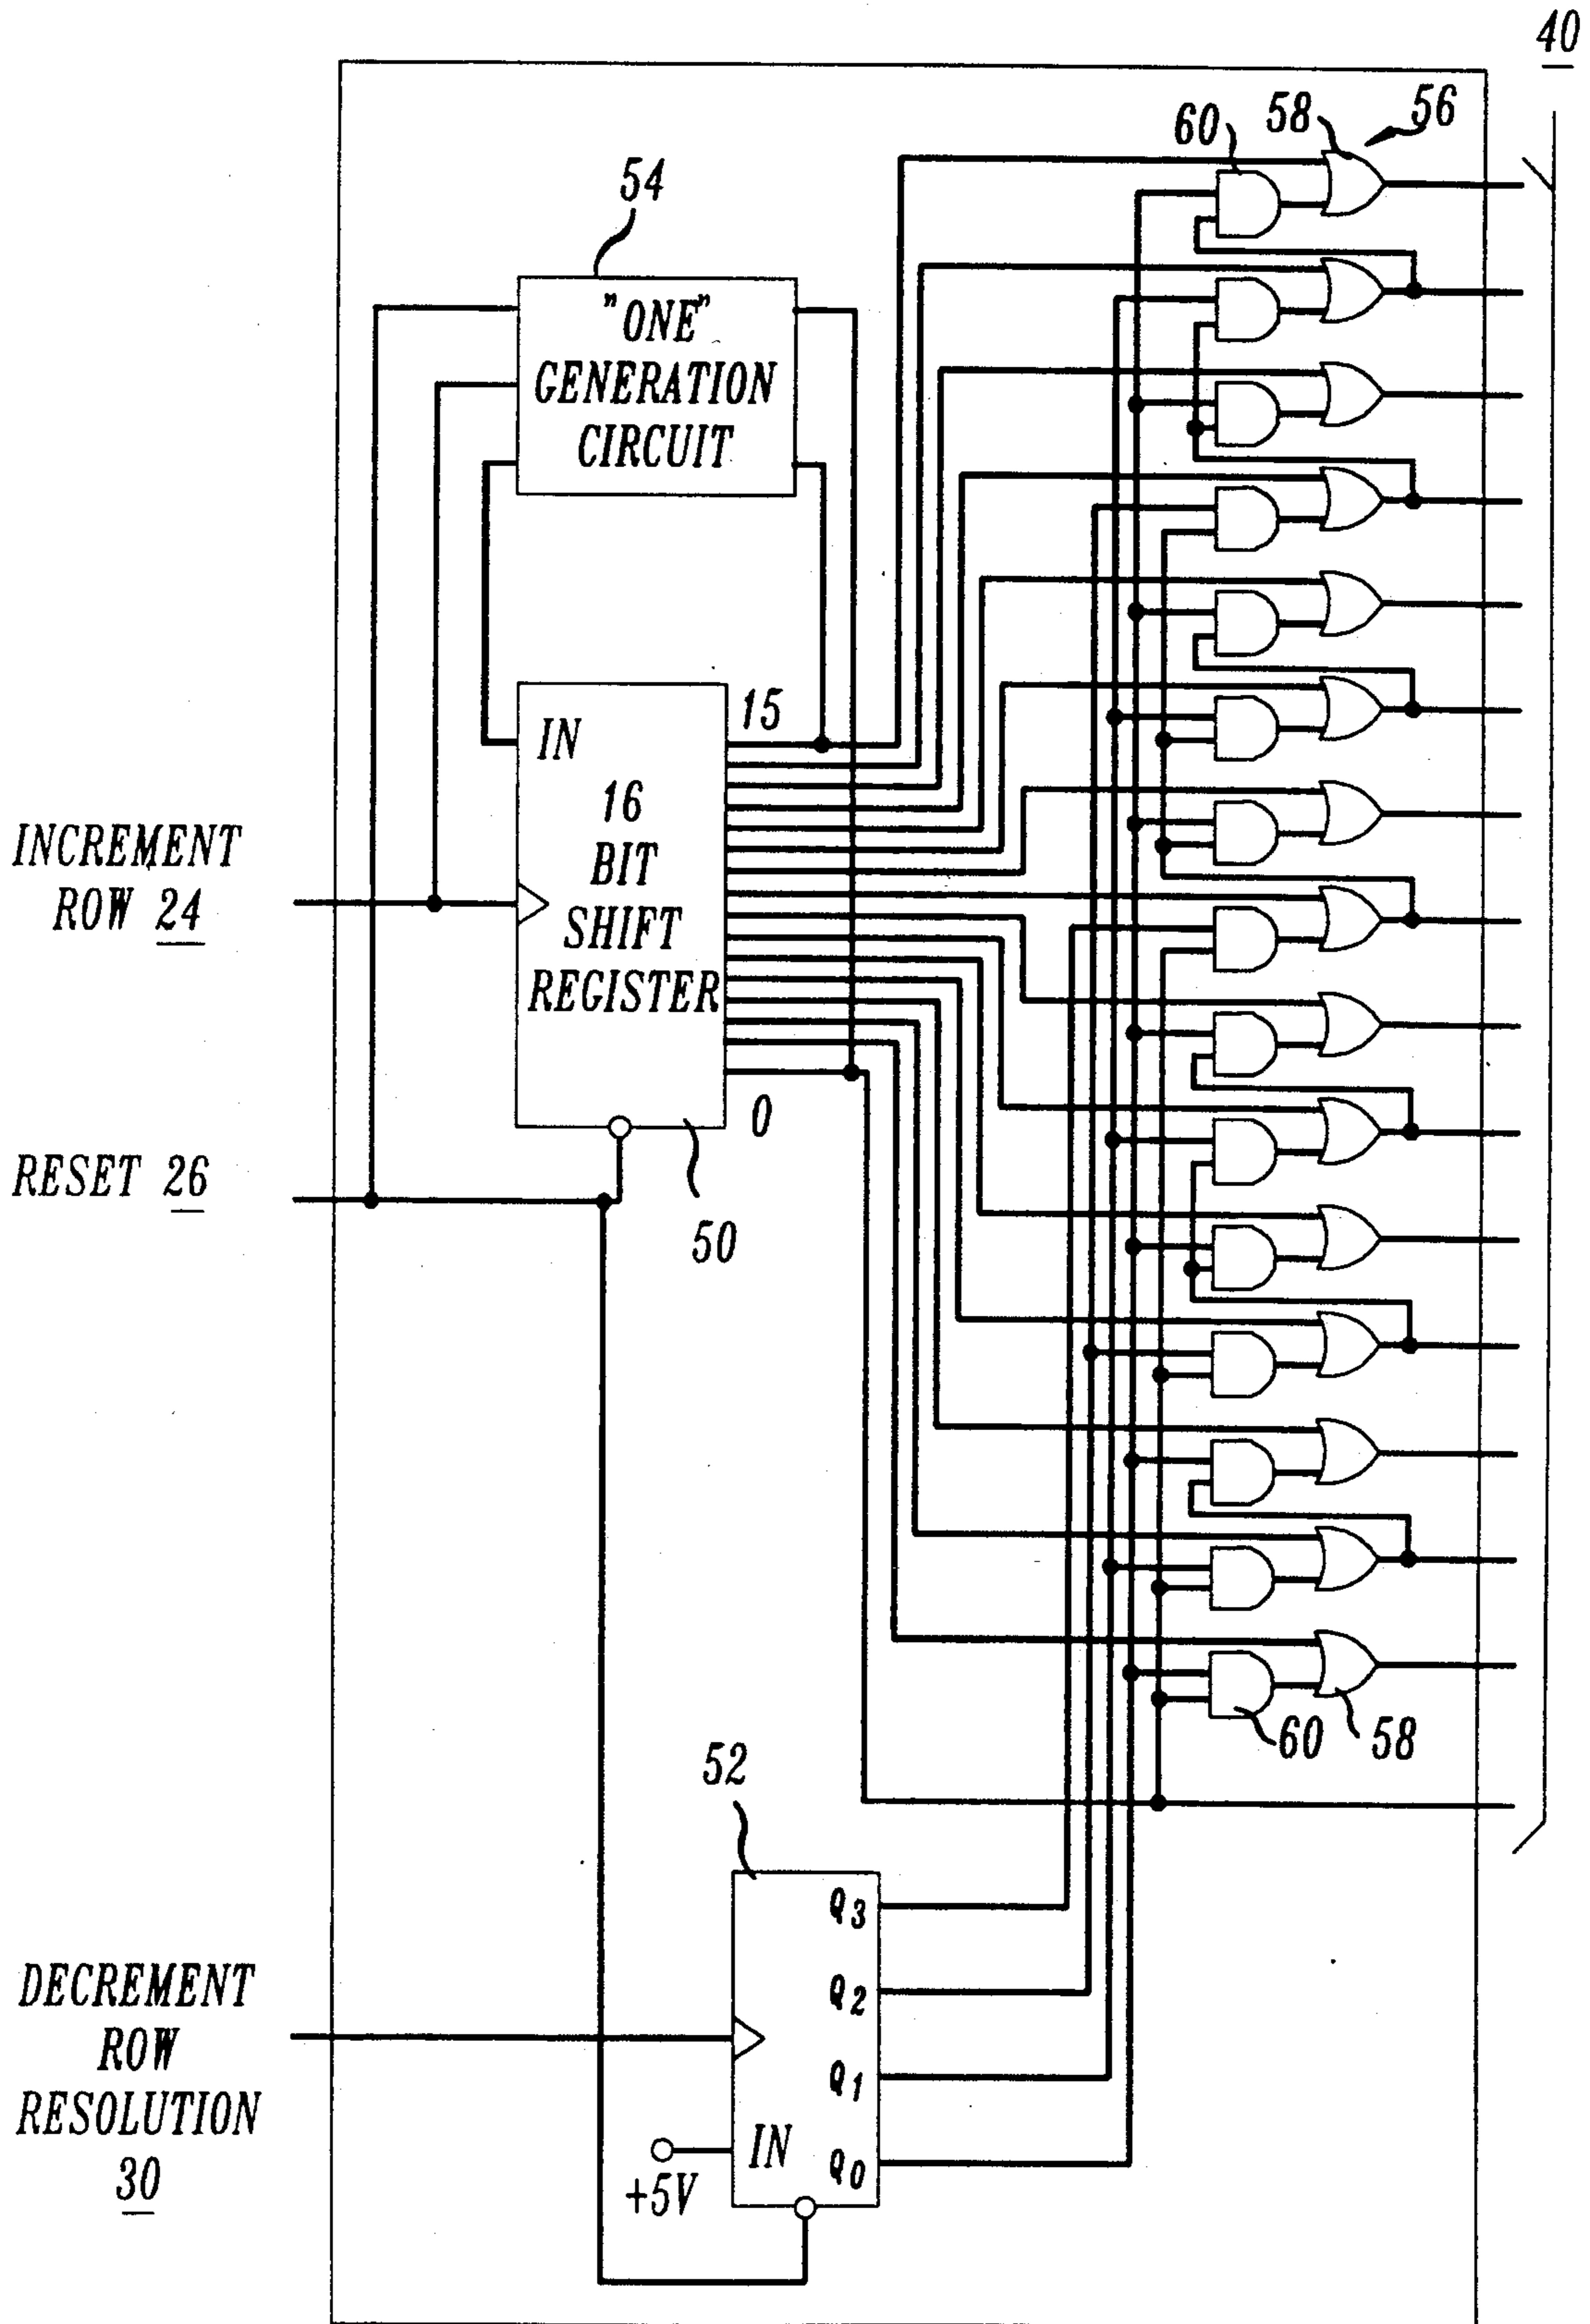 40
60
58
56
54
"ONE"
GENERATION
CIRCUIT
15
IN
16
BIT
SHIFT
REGISTER
INCREMENT
ROW 24
0
RESET 26
50
60
58
52
Q3
Q2
DECREMENT
ROW
RESOLUTION
30
Q1
IN
Q0
+5V